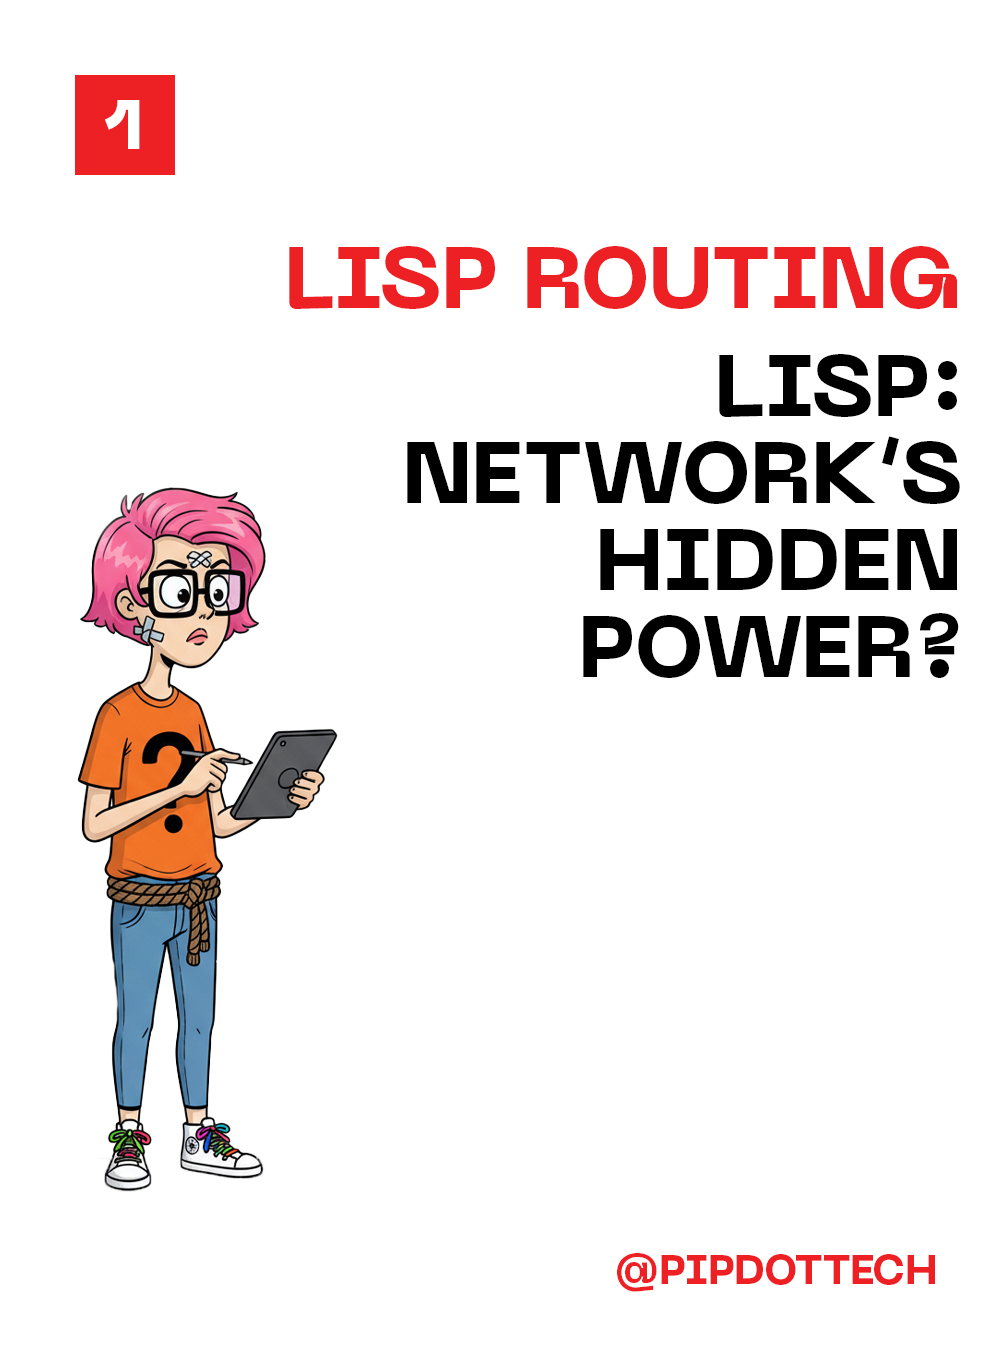 1
LISP ROUTING
LISP:
NETWORK'S
HIDDEN
POWER?
?
@PIPDOTTECH